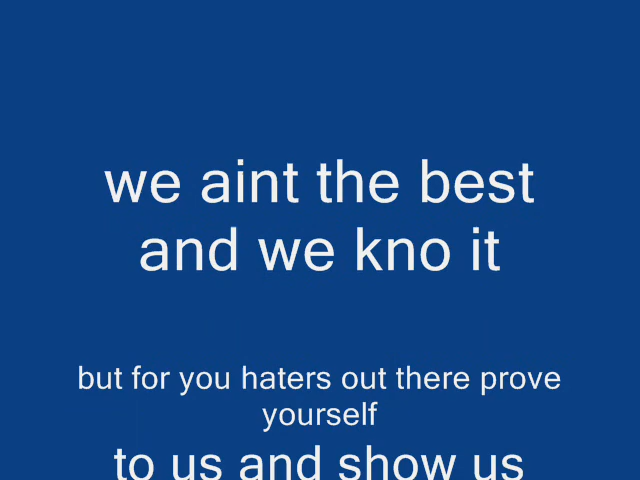 we aint the best
and we kno it
but for you haters out there prove
yourself
to us and show us